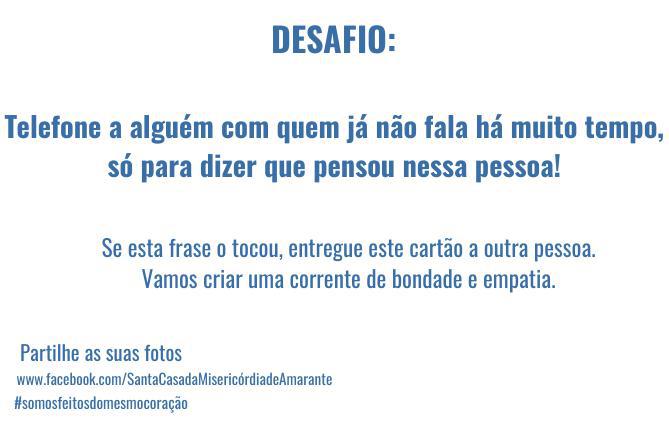 DESAFIO:
Telefone a alguém com quem já não fala há muito tempo,
só para dizer que pensou nessa pessoa!
Se esta frase o tocou, entregue este cartão a outra pessoa.
Vamos criar uma corrente de bondade e empatia.
Partilhe as suas fotos
www.facebook.com/SantaCasadaMisericórdiadeAmarante
#somosfeitosdomesmocoração